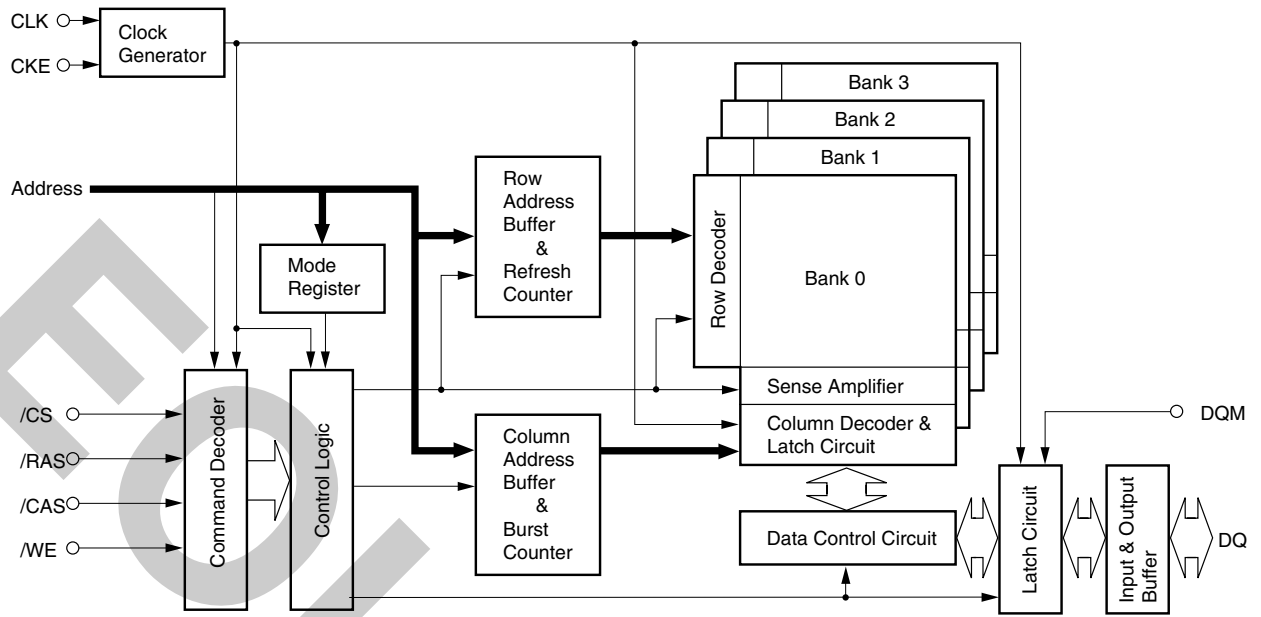 CLK
CKE
Clock
Generator
Bank 3
Bank 2
Bank 1
Address
Row
Address
Buffer
&
Refresh
Counter
Row Decoder
Bank 0
Mode
Register
Sense Amplifier
Column Decoder &
Latch Circuit
/CS
/RAS
/CAS
/WE
Command Decoder
Control Logic
Column
Address
Buffer
&
Burst
Counter
DQM
Data Control Circuit
Latch Circuit
Input & Output
Buffer
DQ